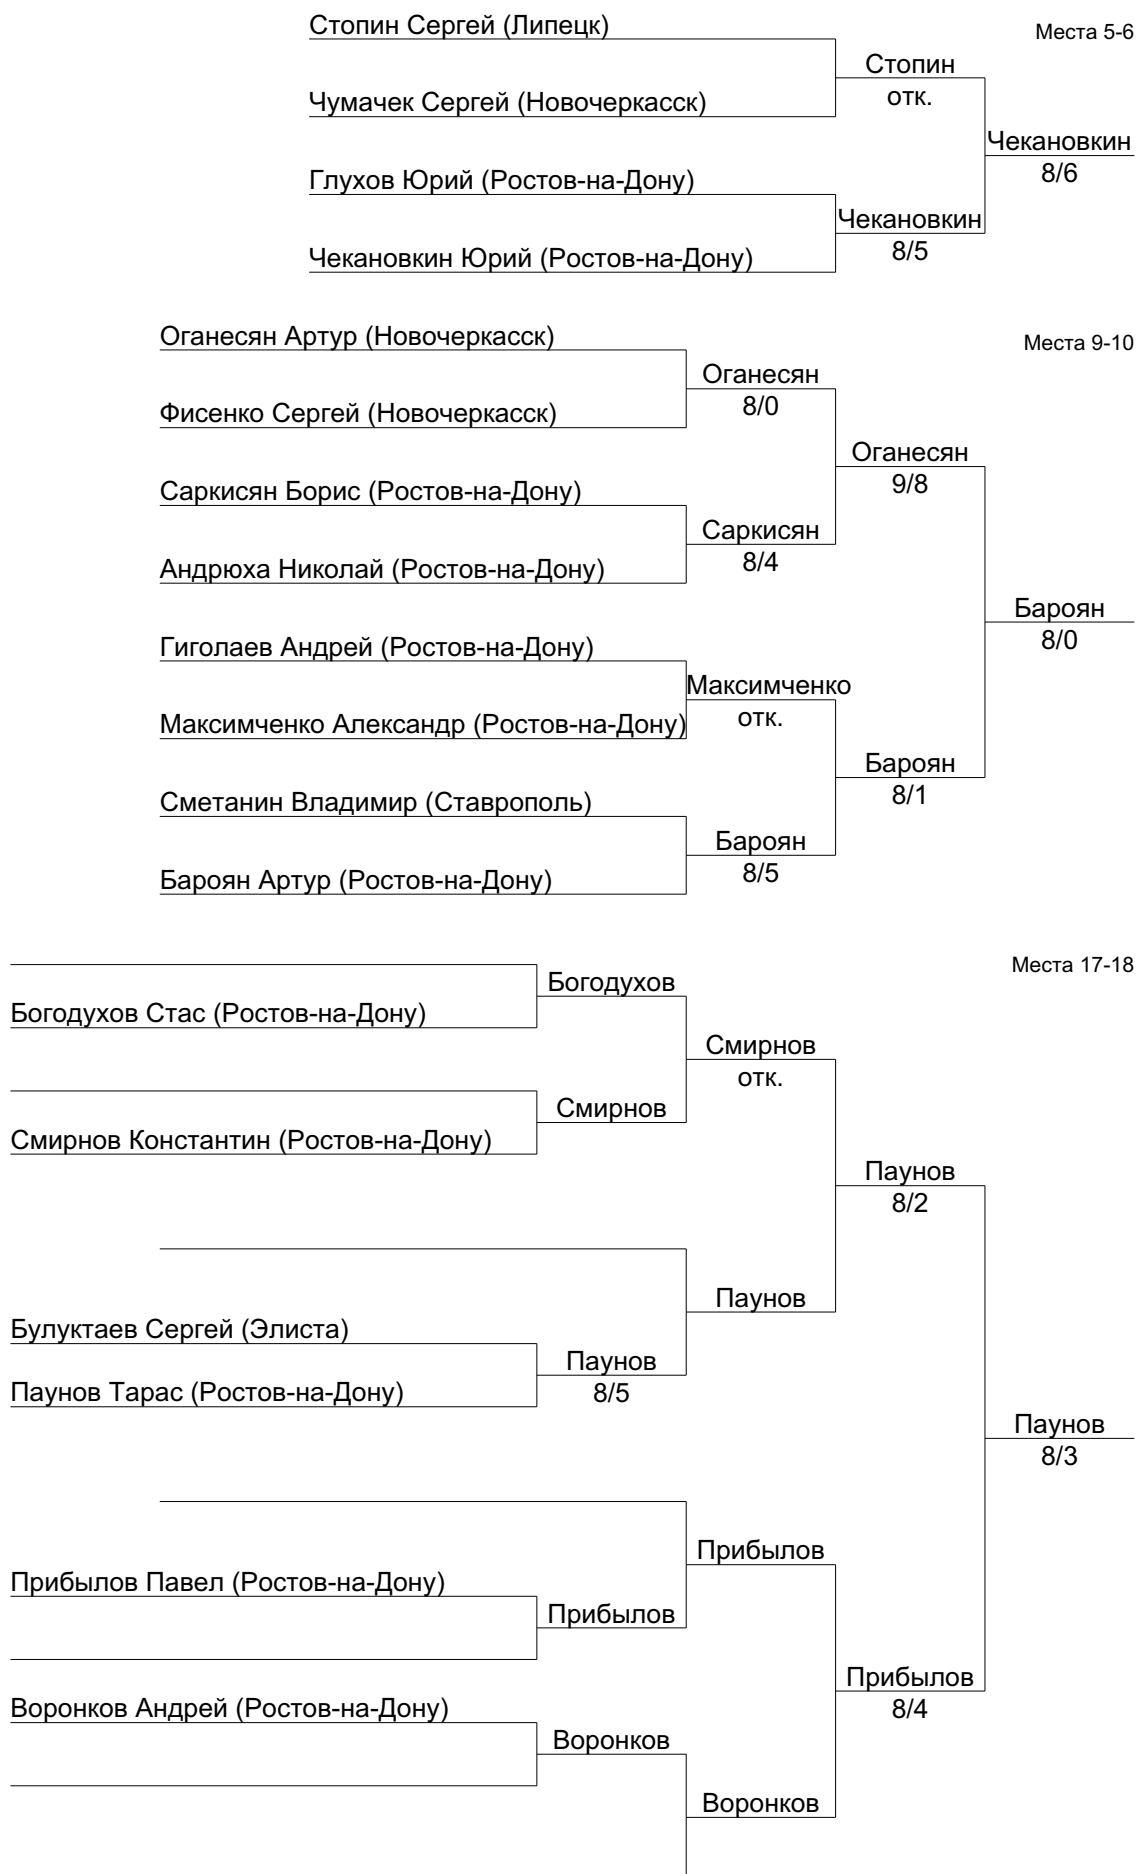 Стопин Сергей (Липецк)
Места 5-6
Стопин
отк.
Чумачек Сергей (Новочеркасск)
Чекановкин
8/6
Глухов Юрий (Ростов-на-Дону)
Чекановкин
8/5
Чекановкин Юрий (Ростов-на-Дону)
Оганесян Артур (Новочеркасск)
Места 9-10
Оганесян
8/0
Фисенко Сергей (Новочеркасск)
Оганесян
9/8
Саркисян Борис (Ростов-на-Дону)
Саркисян
8/4
Андрюха Николай (Ростов-на-Дону)
Бароян
8/0
Гиголаев Андрей (Ростов-на-Дону)
Максимченко
отк.
Максимченко Александр (Ростов-на-Дону)
Бароян
8/1
Сметанин Владимир (Ставрополь)
Бароян
8/5
Бароян Артур (Ростов-на-Дону)
Места 17-18
Богодухов
Богодухов Стас (Ростов-на-Дону)
Смирнов
отк.
Смирнов
Смирнов Константин (Ростов-на-Дону)
Паунов
8/2
Паунов
Булуктаев Сергей (Элиста)
Паунов
8/5
Паунов Тарас (Ростов-на-Дону)
Паунов
8/3
Прибылов
Прибылов Павел (Ростов-на-Дону)
Прибылов
Прибылов
8/4
Воронков Андрей (Ростов-на-Дону)
Воронков
Воронков